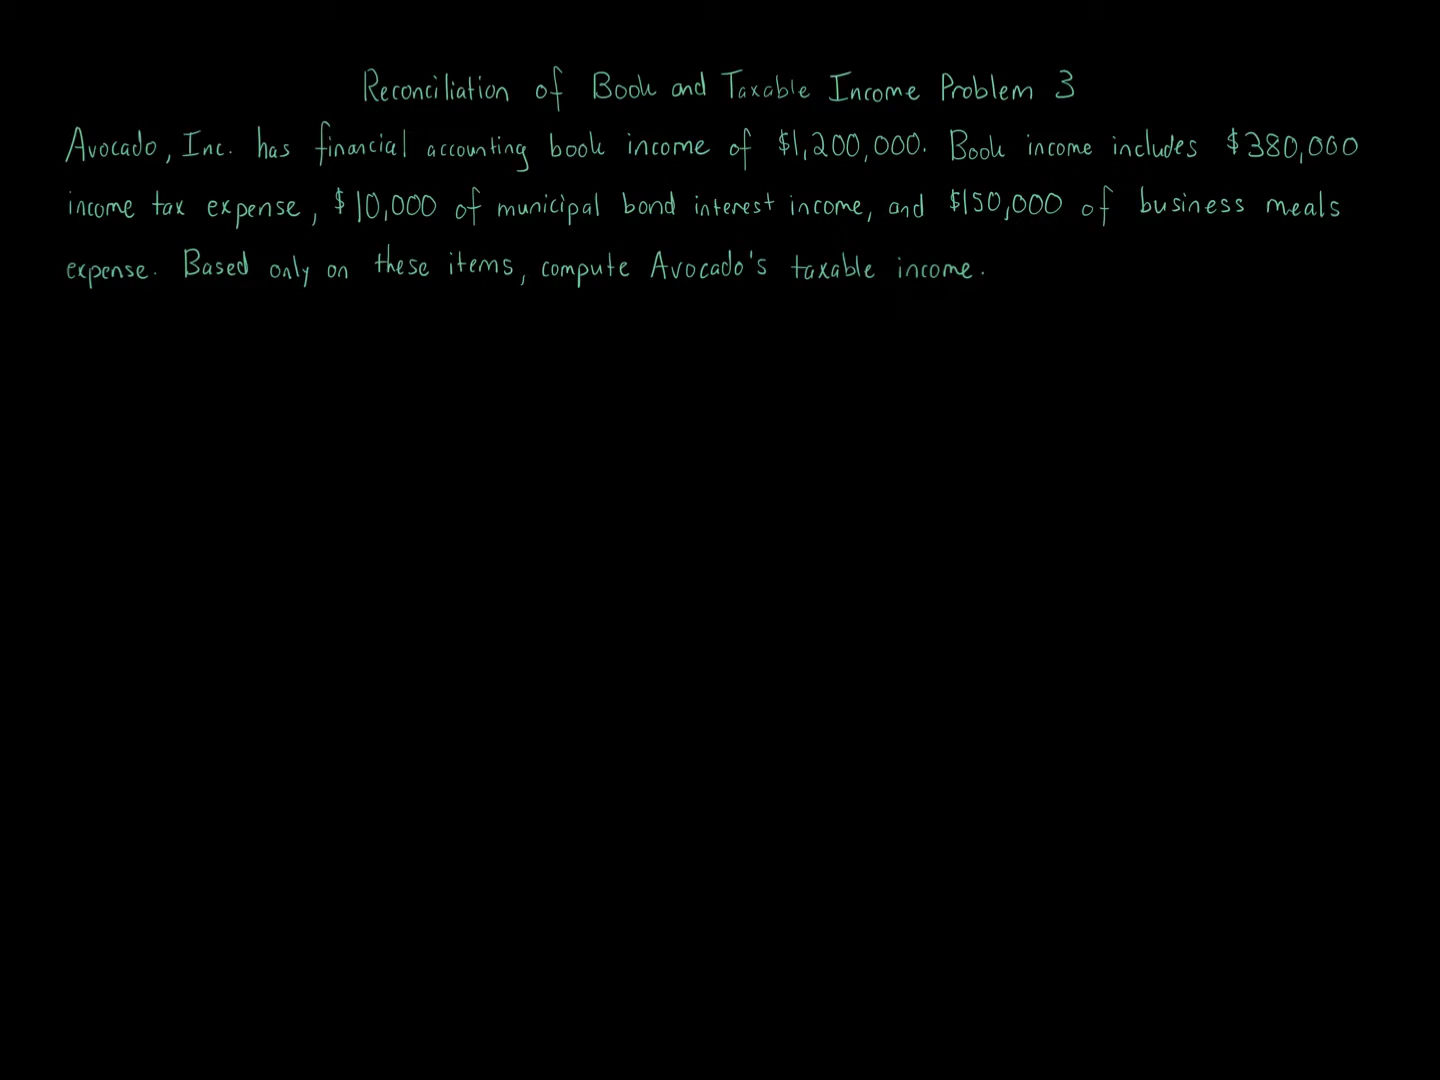 Reconciliation of Book and Taxable Income Problem 3
Avocado, Inc. has financial accounting book income of $1,200,000. Book income includes $380,000
income tax expense, $10,000 of municipal bond interest income, and $150,000 of business meals
expense. Based only on these items, compute Avocado's taxable income.